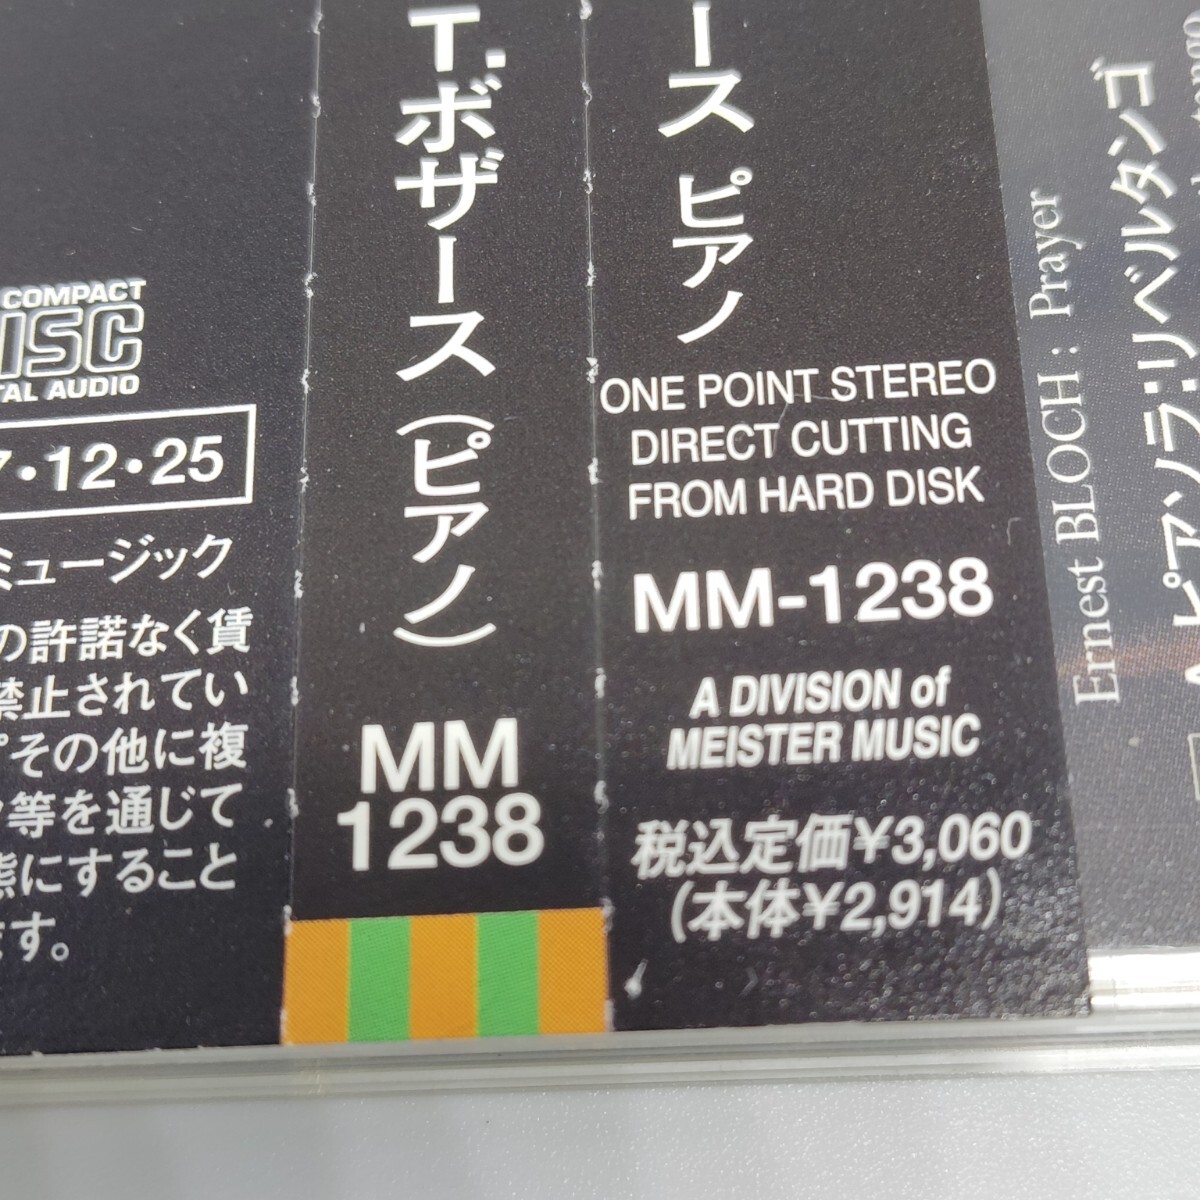 COMPACT
DISC
TAL AUDIO
7・12・25
ミュージック
の許諾なく賃
禁止されてい
その他に複
等を通じて
態にすること
ます。
T.ボザース（ピアノ）
MM
1238
ース ピアノ
ONE POINT STEREO
DIRECT CUTTING
FROM HARD DISK
MM-1238
A DIVISION of
MEISTER MUSIC
税込定価¥3,060
(本体¥2,914)
Ernest BLOCH : Prayer
ピアソラ:リベルタンゴ